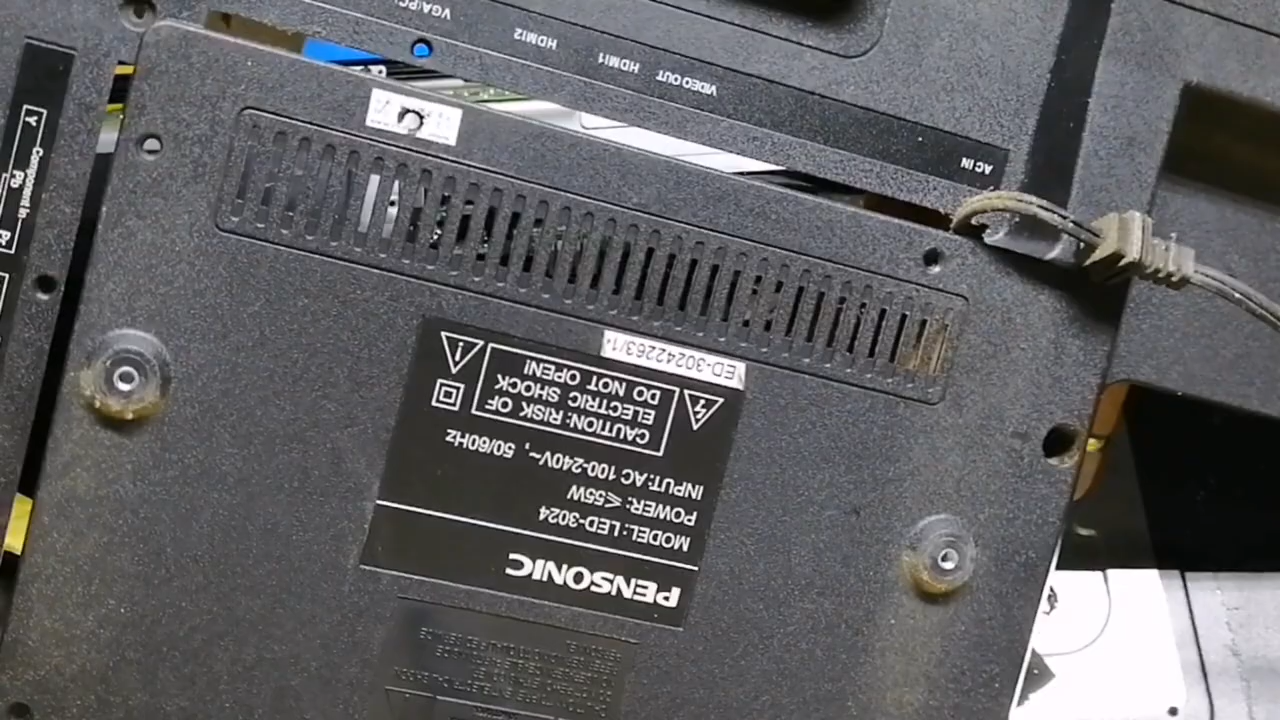 PENSONIC
MODEL: LED-3024
POWER: ≤55W
INPUT: AC 100-240V~, 50/60Hz
CAUTION: RISK OF
ELECTRIC SHOCK
DO NOT OPEN!
ED-30242263/1
AC IN
VIDEO OUT
HDMI1
HDMI2
VGA(PC
Component in
Y
Pb
Pr